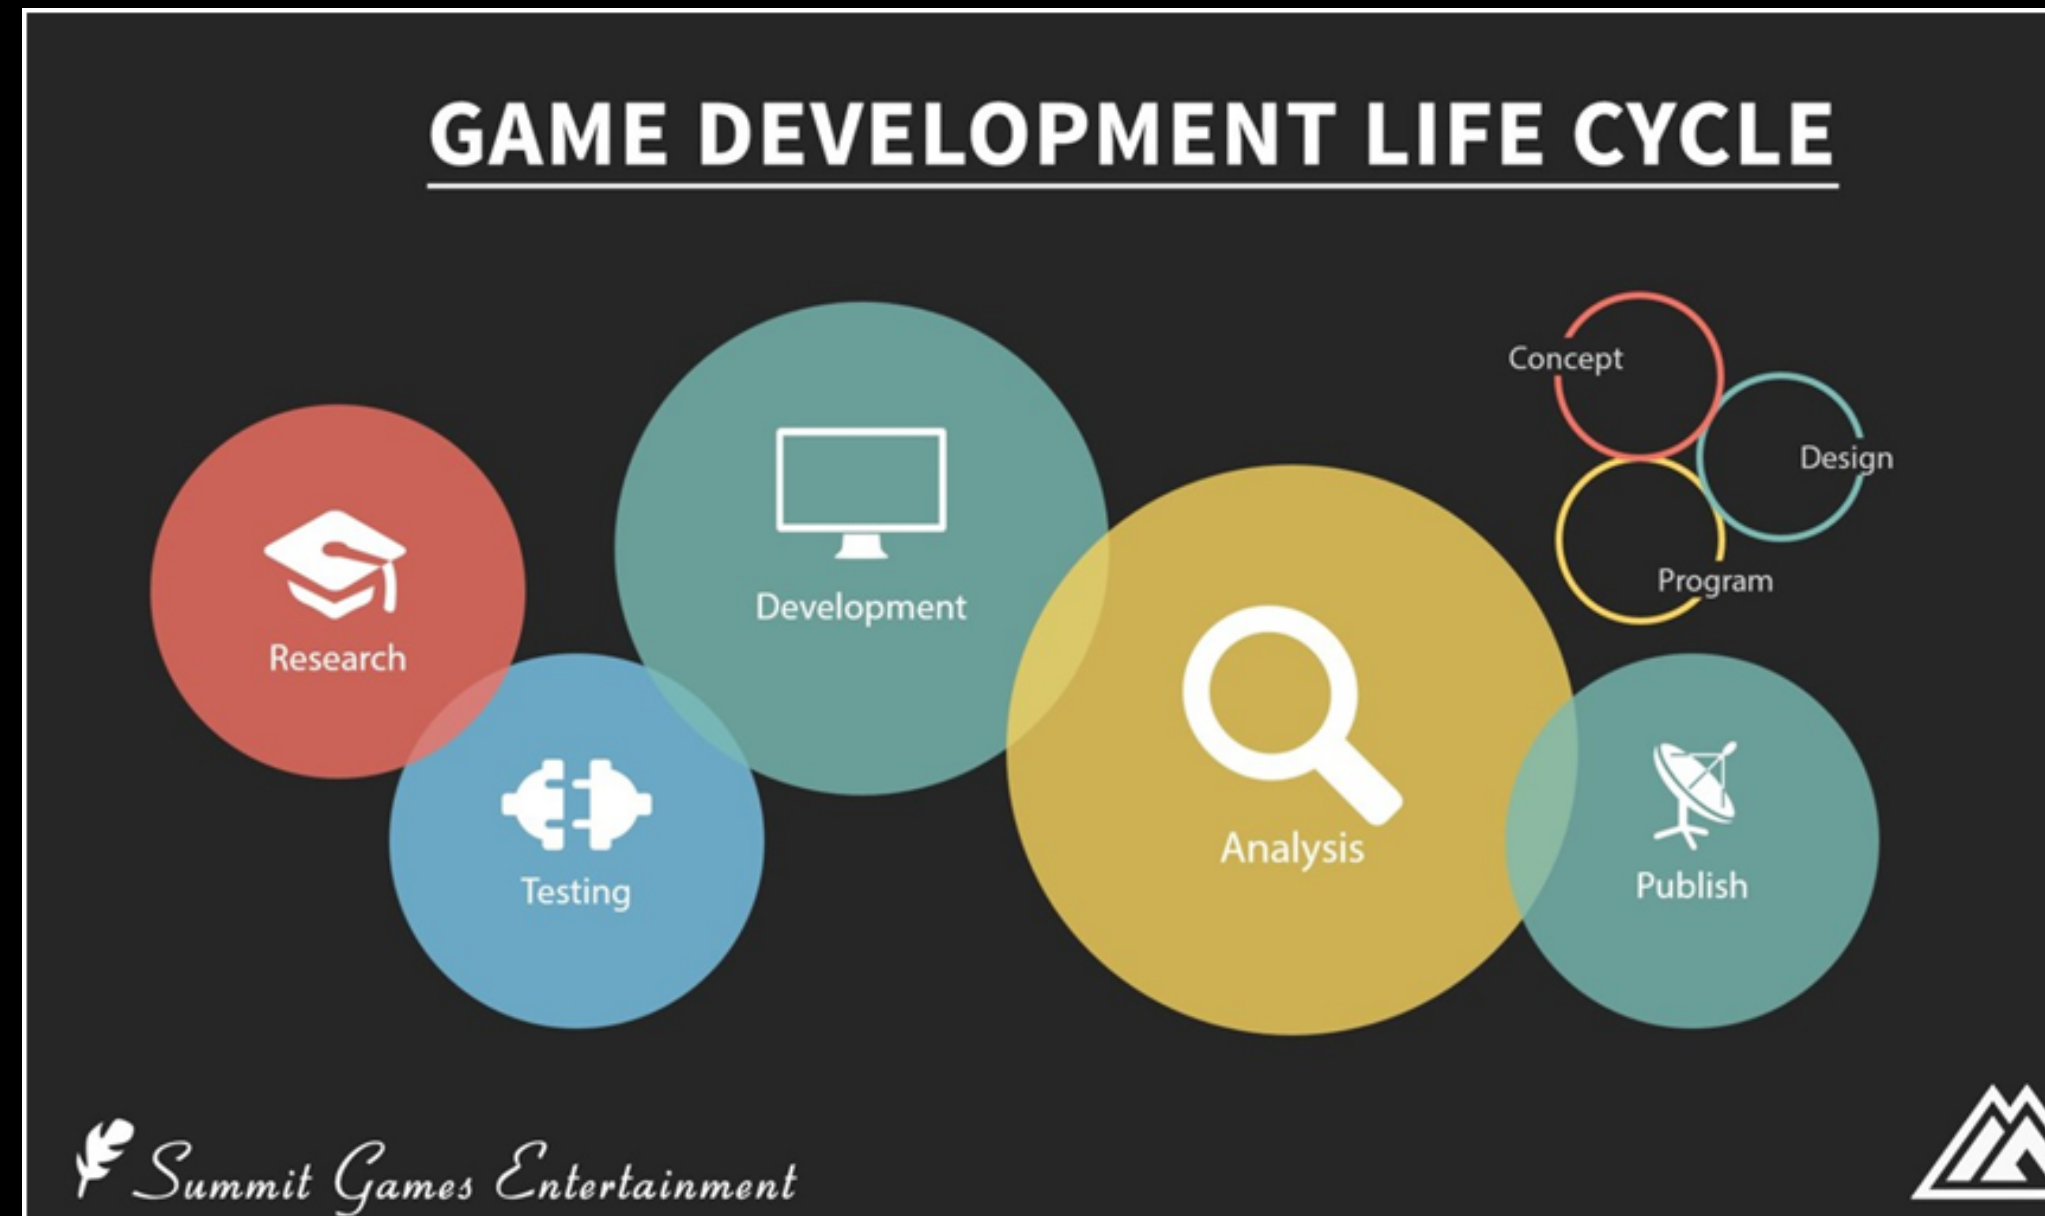 GAME DEVELOPMENT LIFE CYCLE
Concept
Design
Program
Development
Research
Testing
Analysis
Publish
Summit Games Entertainment